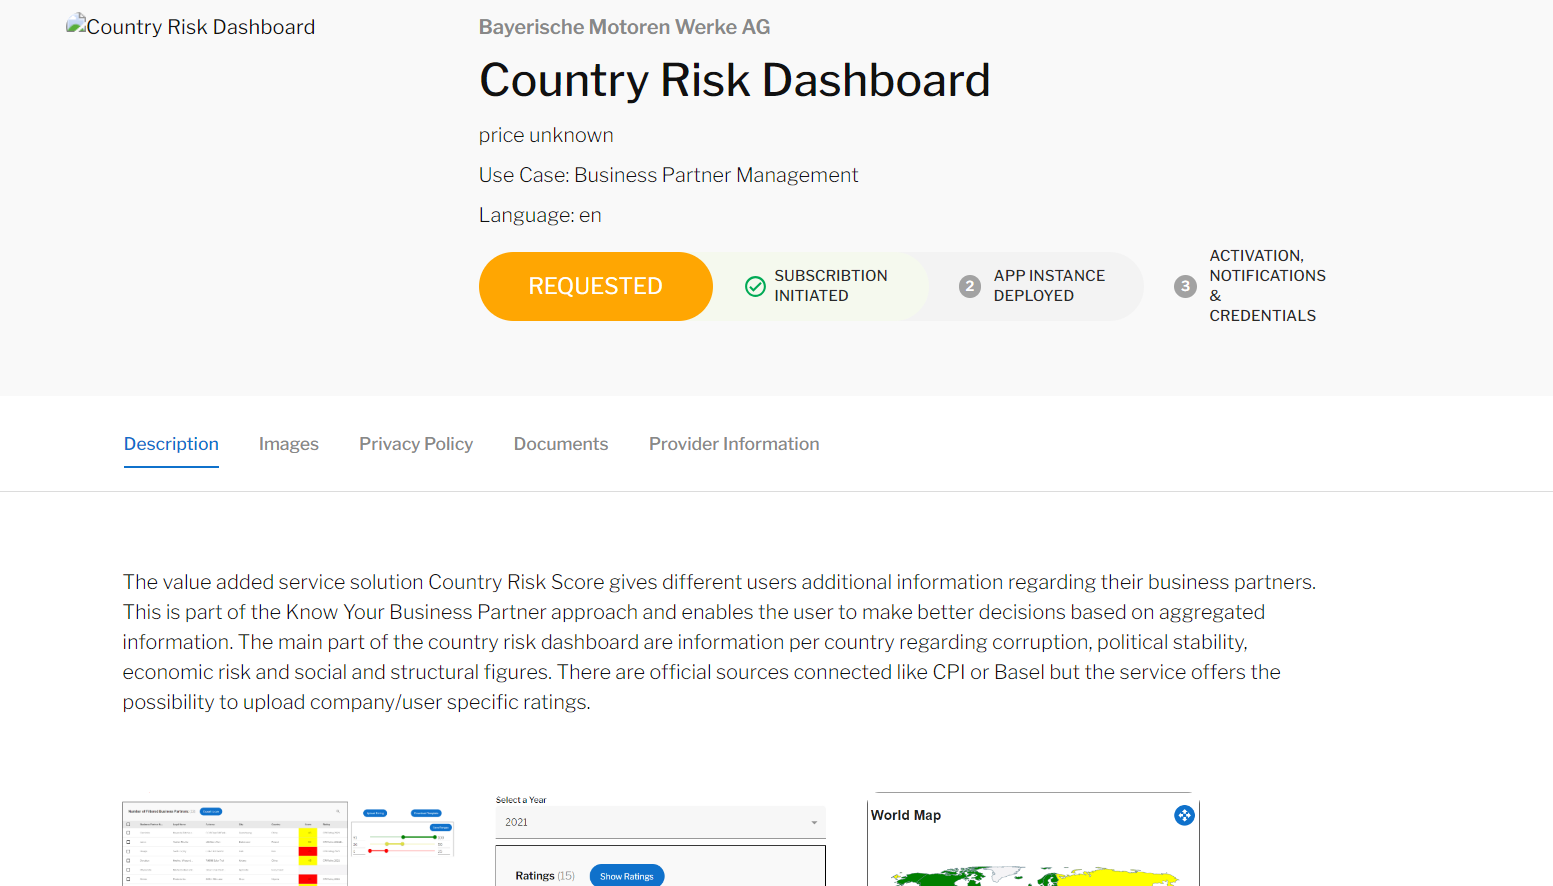 Country Risk Dashboard
Bayerische Motoren Werke AG
Country Risk Dashboard
price unknown
Use Case: Business Partner Management
Language: en
REQUESTED
SUBSCRIBTION
INITIATED
2
APP INSTANCE
DEPLOYED
3
ACTIVATION,
NOTIFICATIONS
&
CREDENTIALS
Description Images Privacy Policy Documents Provider Information
The value added service solution Country Risk Score gives different users additional information regarding their business partners.
This is part of the Know Your Business Partner approach and enables the user to make better decisions based on aggregated
information. The main part of the country risk dashboard are information per country regarding corruption, political stability,
economic risk and social and structural figures. There are official sources connected like CPI or Basel but the service offers the
possibility to upload company/user specific ratings.
Select a Year
2021
Ratings (15) Show Ratings
World Map